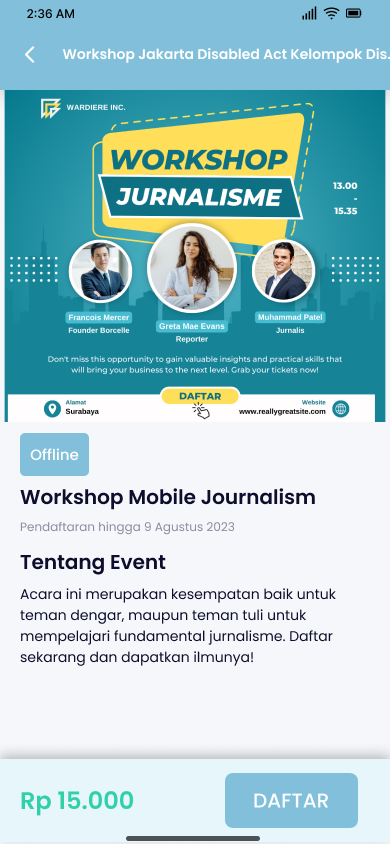 2:36 AM
Workshop Jakarta Disabled Act Kelompok Dis.
WARDIERE INC.
WORKSHOP
JURNALISME
13.00
-
15.35
Francois Mercer
Founder Borcelle
Greta Mae Evans
Reporter
Muhammad Patel
Jurnalis
Don't miss this opportunity to gain valuable insights and practical skills that
will bring your business to the next level. Grab your tickets now!
Alamat
Surabaya
DAFTAR
Website
www.reallygreatsite.com
Offline
Workshop Mobile Journalism
Pendaftaran hingga 9 Agustus 2023
Tentang Event
Acara ini merupakan kesempatan baik untuk
teman dengar, maupun teman tuli untuk
mempelajari fundamental jurnalisme. Daftar
sekarang dan dapatkan ilmunya!
Rp 15.000
DAFTAR